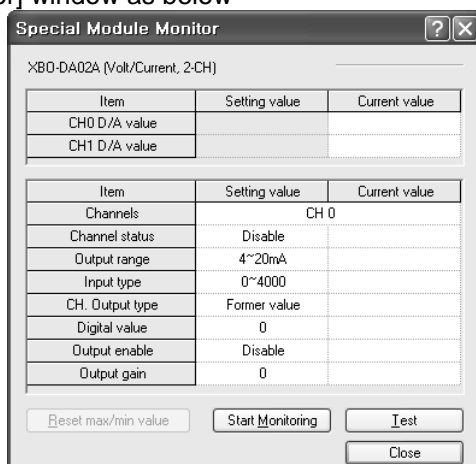 or] window as below
Special Module Monitor
XBO-DA02A (Volt/Current, 2-CH)
Item Setting value Current value
CH0 D/A value
CH1 D/A value
Item Setting value Current value
Channels CH 0
Channel status Disable
Output range 4~20mA
Input type 0~4000
CH. Output type Former value
Digital value 0
Output enable Disable
Output gain 0
Reset max/min value Start Monitoring Test
Close